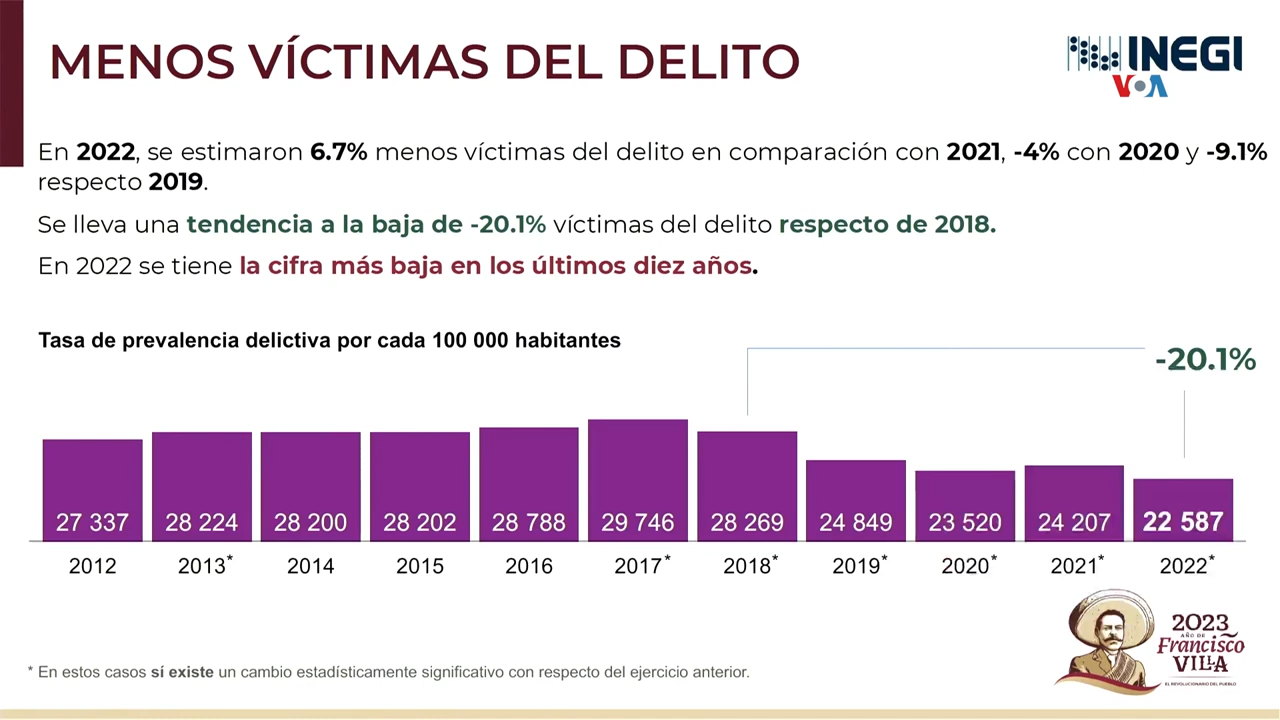 MENOS VÍCTIMAS DEL DELITO
INEGI
VOA
En 2022, se estimaron 6.7% menos víctimas del delito en comparación con 2021, -4% con 2020 y -9.1%
respecto 2019.
Se lleva una tendencia a la baja de -20.1% víctimas del delito respecto de 2018.
En 2022 se tiene la cifra más baja en los últimos diez años.
Tasa de prevalencia delictiva por cada 100 000 habitantes
-20.1%
27 337 28 224 28 200 28 202 28 788 29 746 28 269 24 849 23 520 24 207 22 587
2012 2013* 2014 2015 2016 2017* 2018* 2019* 2020* 2021* 2022*
2023
AÑO DE
Francisco
VILLA
EL REVOLUCIONARIO DEL PUEBLO
* En estos casos sí existe un cambio estadísticamente significativo con respecto del ejercicio anterior.